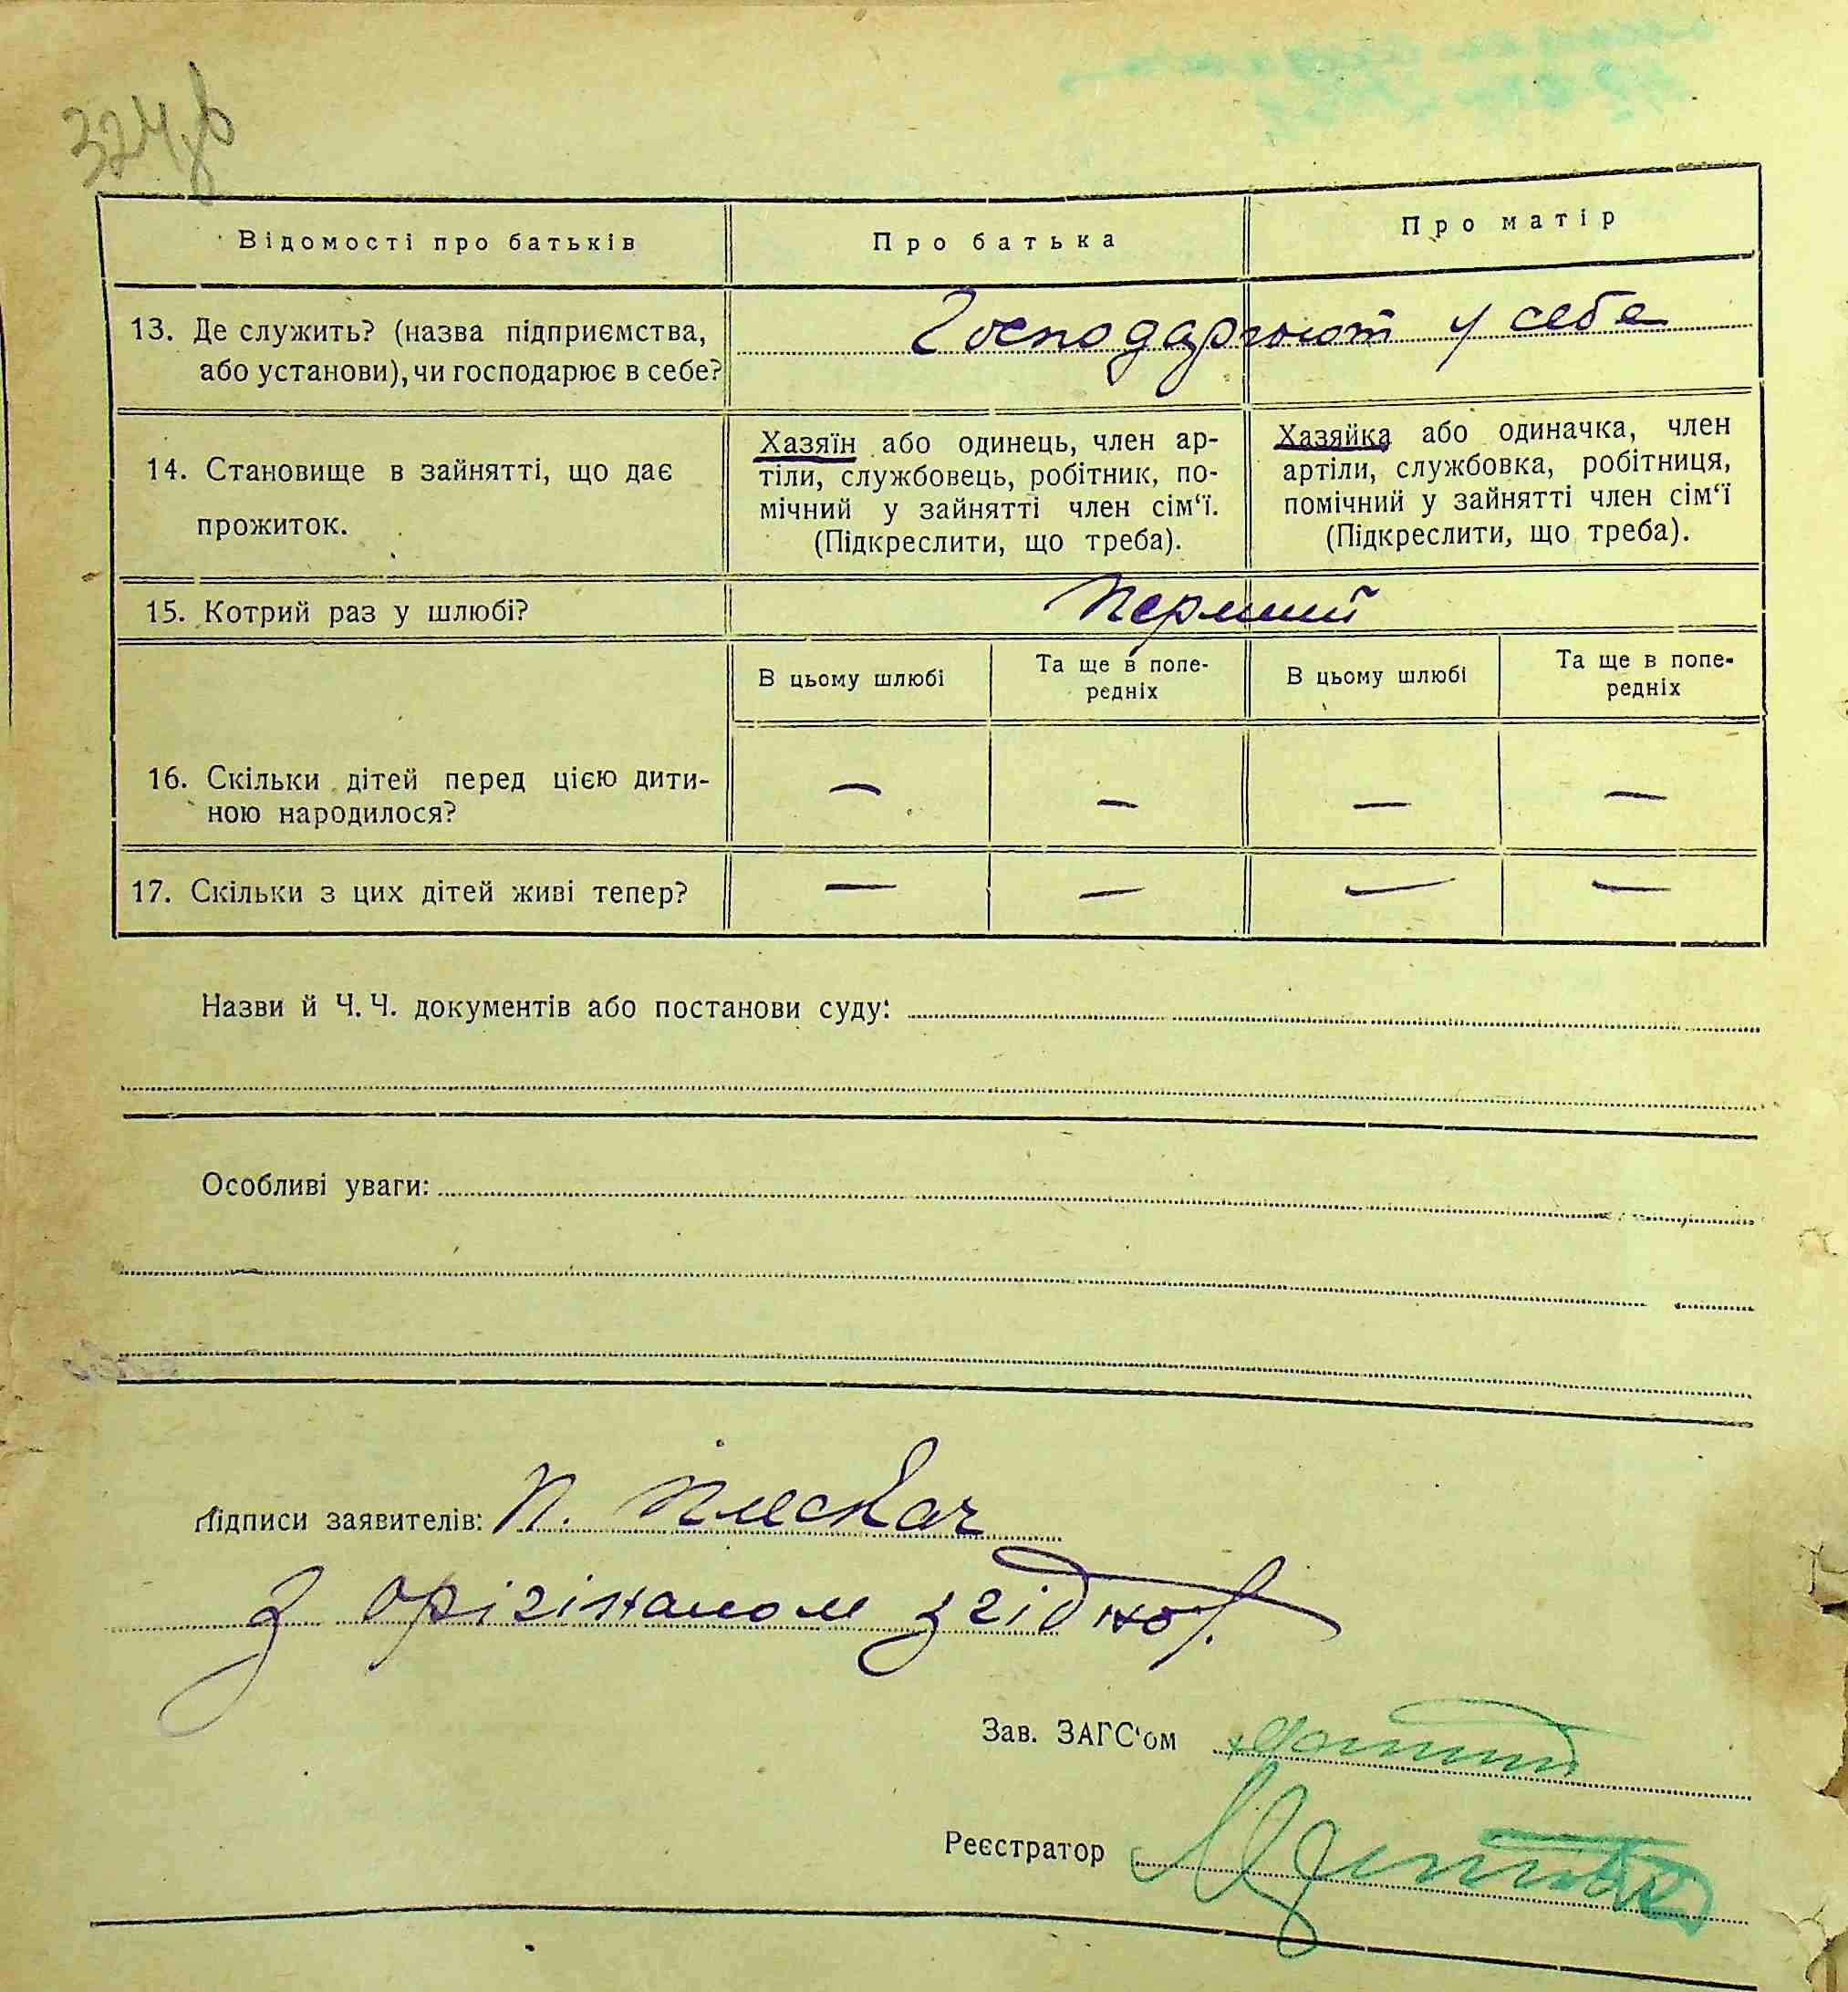 324
Відомості про батьків
Про батька
Про матір
13. Де служить? (назва підприємства,
або установи), чи господарює в себе?
Господарюют у себе
14. Становище в зайнятті, що дає
прожиток.
Хазяїн або одинець, член ар-
тіли, службовець, робітник, по-
мічний у зайнятті член сім‘ї.
(Підкреслити, що треба).
Хазяйка або одиначка, член
артіли, службовка, робітниця,
помічний у зайнятті член сім‘ї
(Підкреслити, що треба).
15. Котрий раз у шлюбі?
Перший
В цьому шлюбі
Та ще в попе-
редніх
В цьому шлюбі
Та ще в попе-
редніх
16. Скільки дітей перед цією дити-
ною народилося?
— — — —
17. Скільки з цих дітей живі тепер?
— — — —
Назви й Ч. Ч. документів або постанови суду:
Особливі уваги:
Підписи заявителів: П. Плескач
З орігіналом згідно
Зав. ЗАГС‘ом
Реєстратор